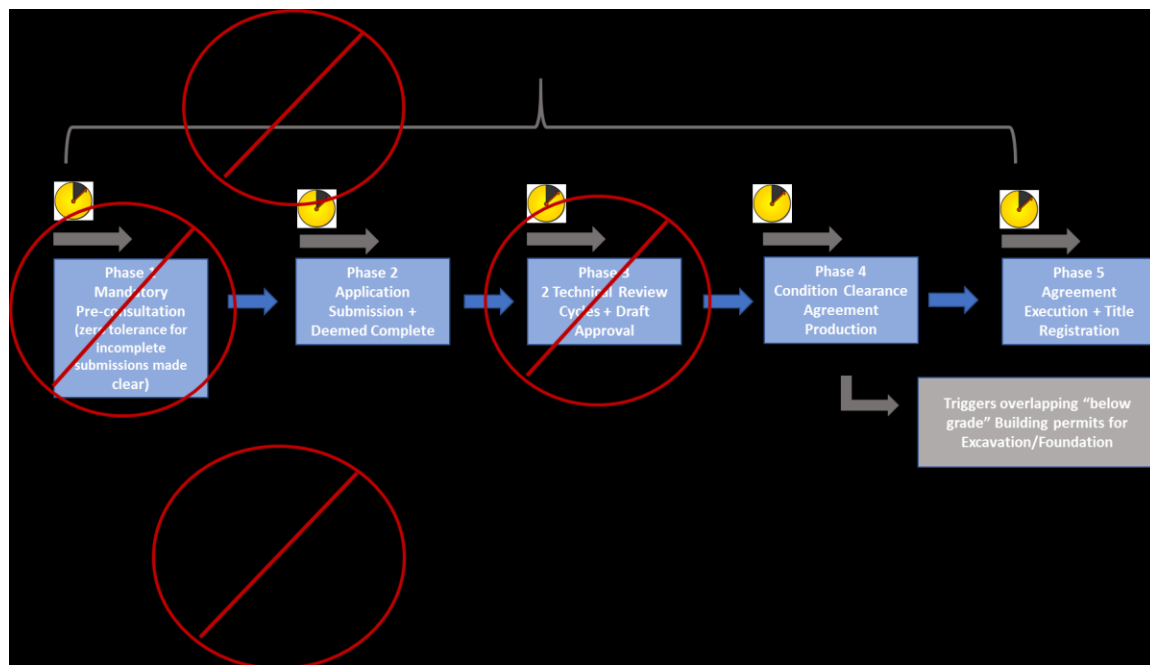 Phase 1
Mandatory
Pre-consultation
(zero tolerance for
incomplete
submissions made
clear)
Phase 2
Application
Submission +
Deemed Complete
Phase 3
2 Technical Review
Cycles + Draft
Approval
Phase 4
Condition Clearance
Agreement
Production
Phase 5
Agreement
Execution + Title
Registration
Triggers overlapping “below
grade” Building permits for
Excavation/Foundation